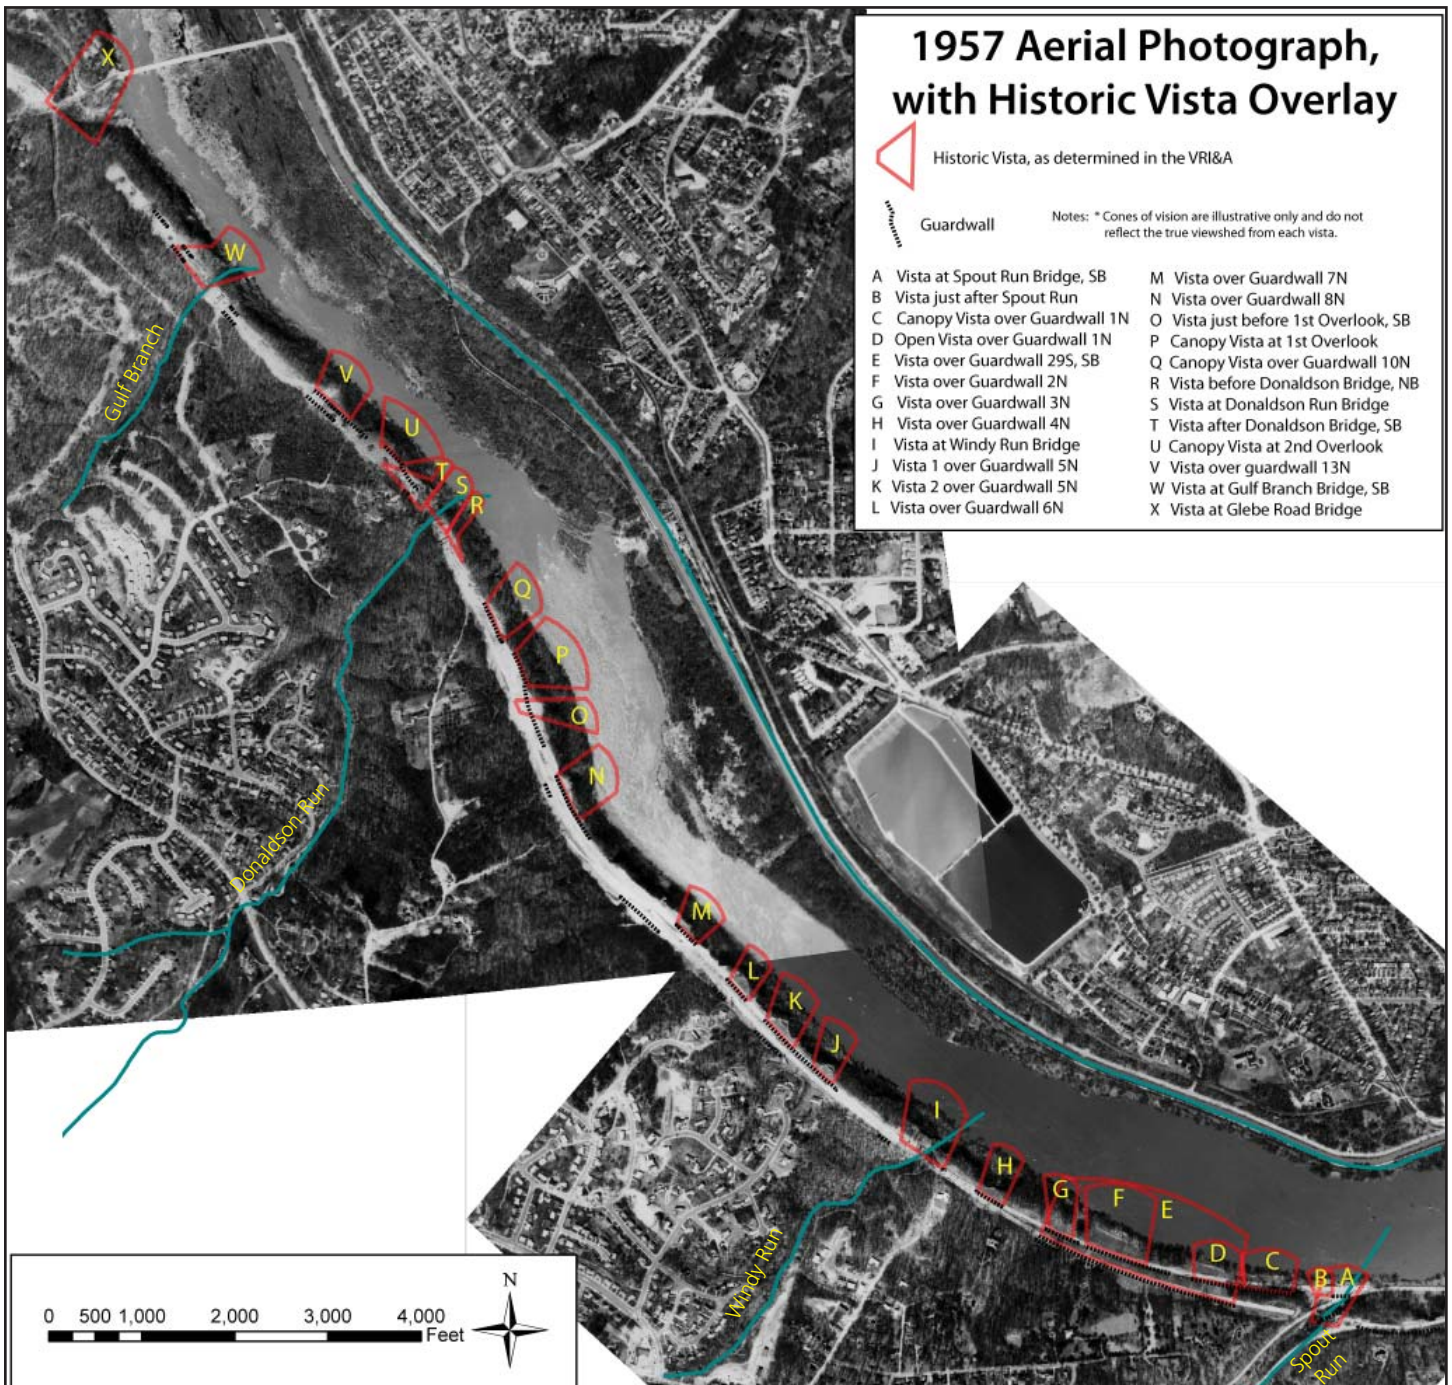 1957 Aerial Photograph,
with Historic Vista Overlay
Historic Vista, as determined in the VRI&A
Guardwall
Notes: * Cones of vision are illustrative only and do not
reflect the true viewshed from each vista.
A Vista at Spout Run Bridge, SB
B Vista just after Spout Run
C Canopy Vista over Guardwall 1N
D Open Vista over Guardwall 1N
E Vista over Guardwall 29S, SB
F Vista over Guardwall 2N
G Vista over Guardwall 3N
H Vista over Guardwall 4N
I Vista at Windy Run Bridge
J Vista 1 over Guardwall 5N
K Vista 2 over Guardwall 5N
L Vista over Guardwall 6N
M Vista over Guardwall 7N
N Vista over Guardwall 8N
O Vista just before 1st Overlook, SB
P Canopy Vista at 1st Overlook
Q Canopy Vista over Guardwall 10N
R Vista before Donaldson Bridge, NB
S Vista at Donaldson Run Bridge
T Vista after Donaldson Bridge, SB
U Canopy Vista at 2nd Overlook
V Vista over guardwall 13N
W Vista at Gulf Branch Bridge, SB
X Vista at Glebe Road Bridge
X
W
Gulf Branch
V
U
T
S
R
Q
P
O
N
Donaldson Run
M
L
K
J
I
H
G
F
E
D
C
B
A
Windy Run
Spout
Run
N
0 500 1,000 2,000 3,000 4,000
Feet